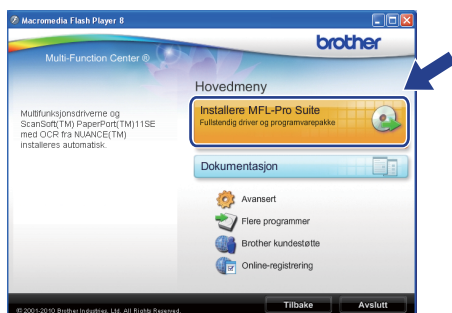 Macromedia Flash Player 8
brother
Multi-Function Center ®
Hovedmeny
Installere MFL-Pro Suite
Fullstendig driver og programvarepakke
Multifunksjonsdriverne og
ScanSoft(TM) PaperPort(TM)11SE
med OCR fra NUANCE(TM)
installeres automatisk.
Dokumentasjon
Avansert
Flere programmer
Brother kundestøtte
Online-registrering
© 2001-2010 Brother Industries, Ltd. All Rights Reserved.
Tilbake
Avslutt